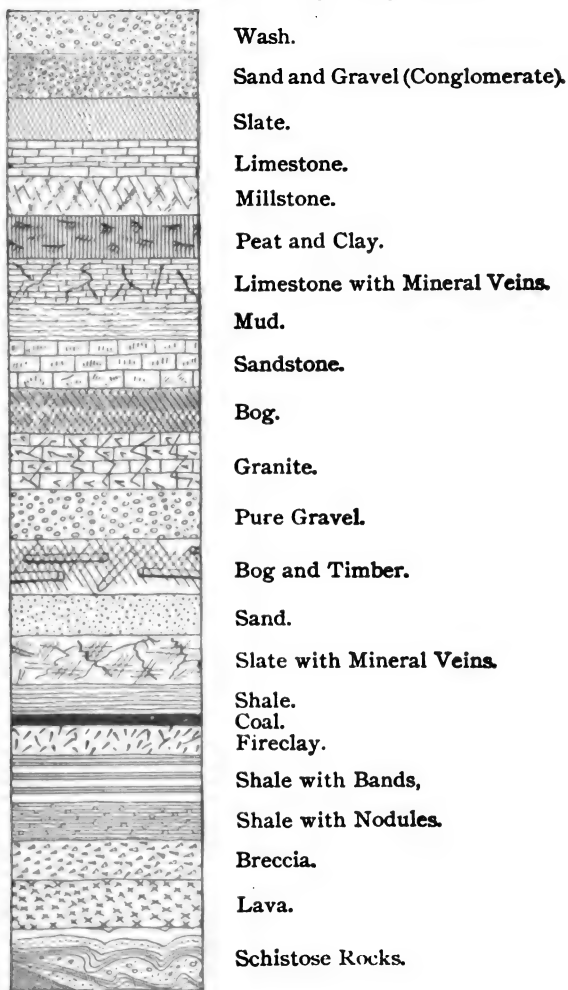 Wash.
Sand and Gravel (Conglomerate).
Slate.
Limestone.
Millstone.
Peat and Clay.
Limestone with Mineral Veins.
Mud.
Sandstone.
Bog.
Granite.
Pure Gravel.
Bog and Timber.
Sand.
Slate with Mineral Veins.
Shale.
Coal.
Fireclay.
Shale with Bands,
Shale with Nodules.
Breccia.
Lava.
Schistose Rocks.